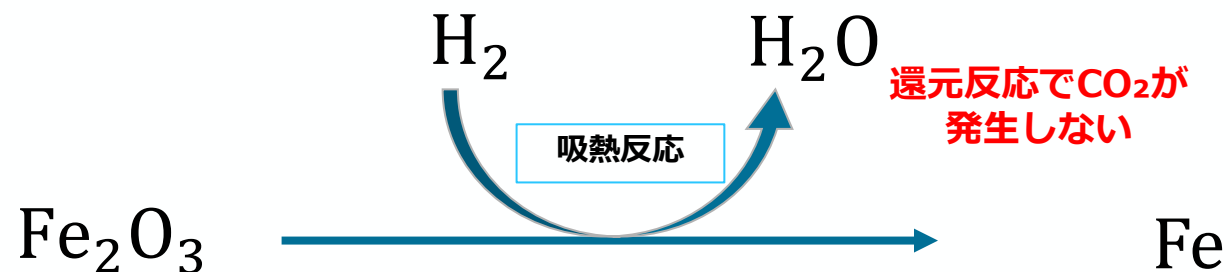 H₂
H₂O
還元反応でCO₂が
発生しない
吸熱反応
Fe₂O₃
Fe